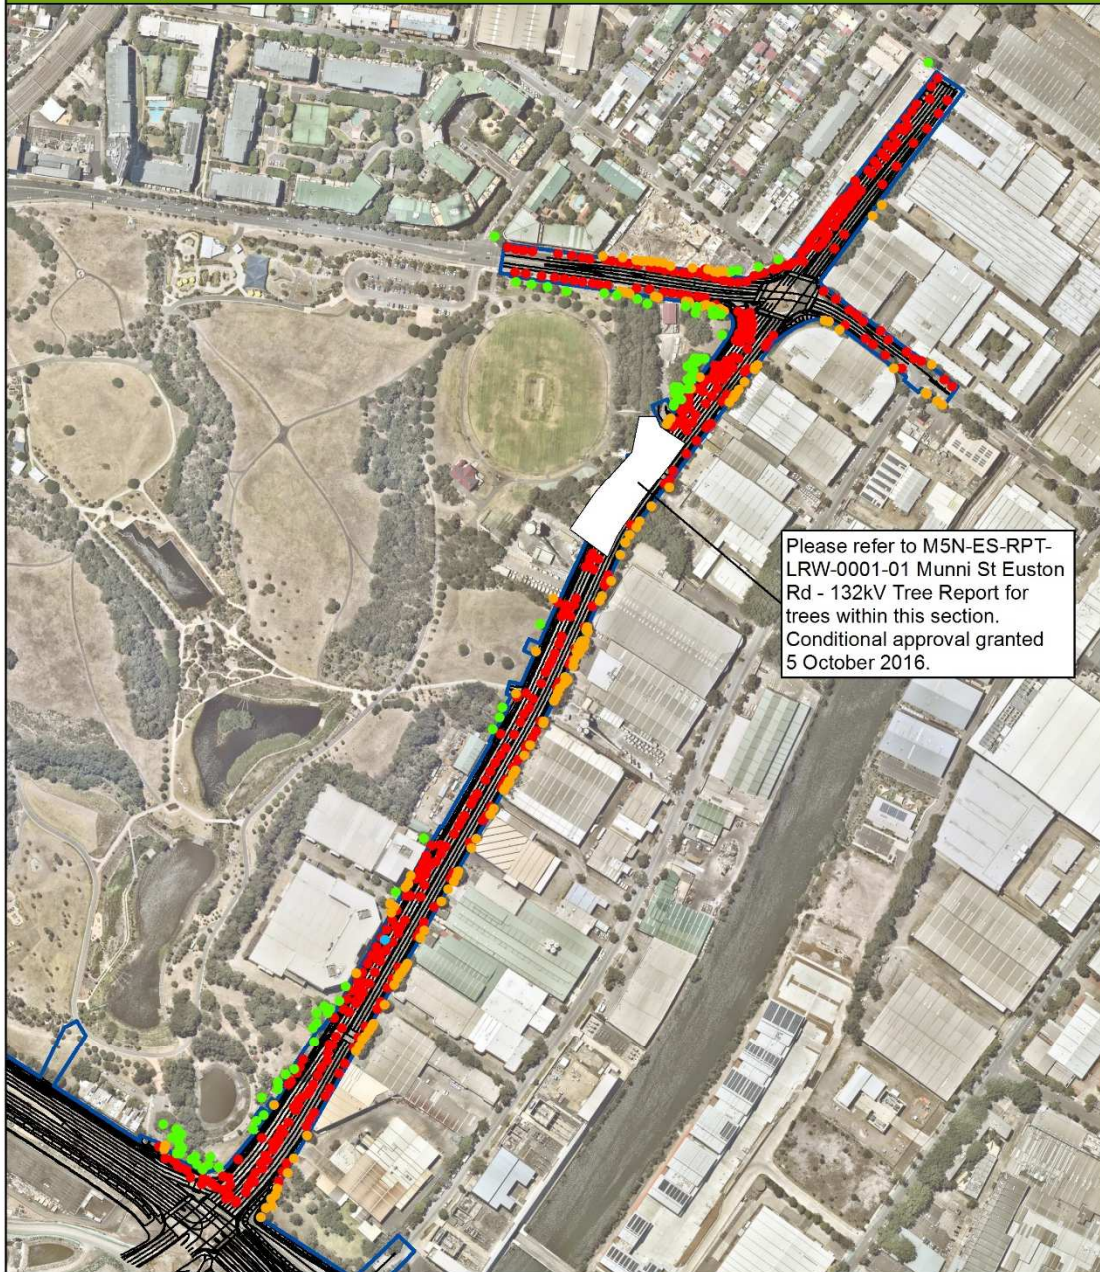 Please refer to M5N-ES-RPT-
LRW-0001-01 Munni St Euston
Rd - 132kV Tree Report for
trees within this section.
Conditional approval granted
5 October 2016.